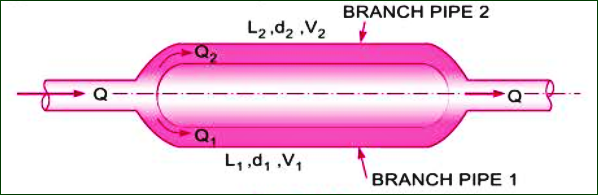 BRANCH PIPE 2
L₂ ,d₂ ,V₂
Q₂
Q
Q
Q₁
L₁ ,d₁ ,V₁
BRANCH PIPE 1